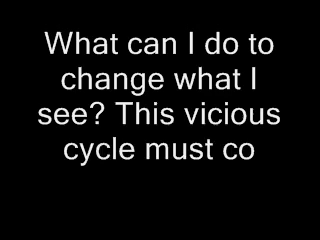 What can I do to
change what I
see? This vicious
cycle must co